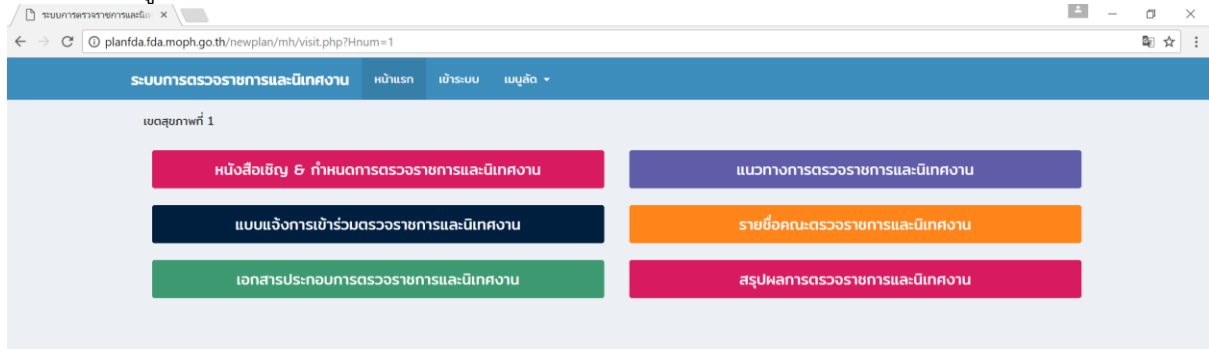 ระบบการตรวจราชการและนิเ
planfda.fda.moph.go.th/newplan/mh/visit.php?Hnum=1
ระบบการตรวจราชการและนิเทศงาน หน้าแรก เข้าระบบ เมนูลัด
เขตสุขภาพที่ 1
หนังสือเชิญ & กำหนดการตรวจราชการและนิเทศงาน แนวทางการตรวจราชการและนิเทศงาน
แบบแจ้งการเข้าร่วมตรวจราชการและนิเทศงาน รายชื่อคณะตรวจราชการและนิเทศงาน
เอกสารประกอบการตรวจราชการและนิเทศงาน สรุปผลการตรวจราชการและนิเทศงาน